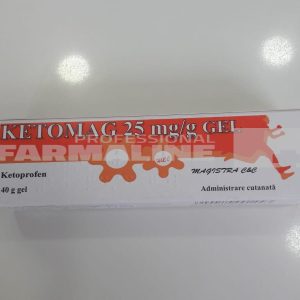 KETOMAG 25 mg/g GEL
PROFESSIONAL
FARMALINE
Ketoprofen
MAGISTRA C&C
40 g gel
Administrare cutanată